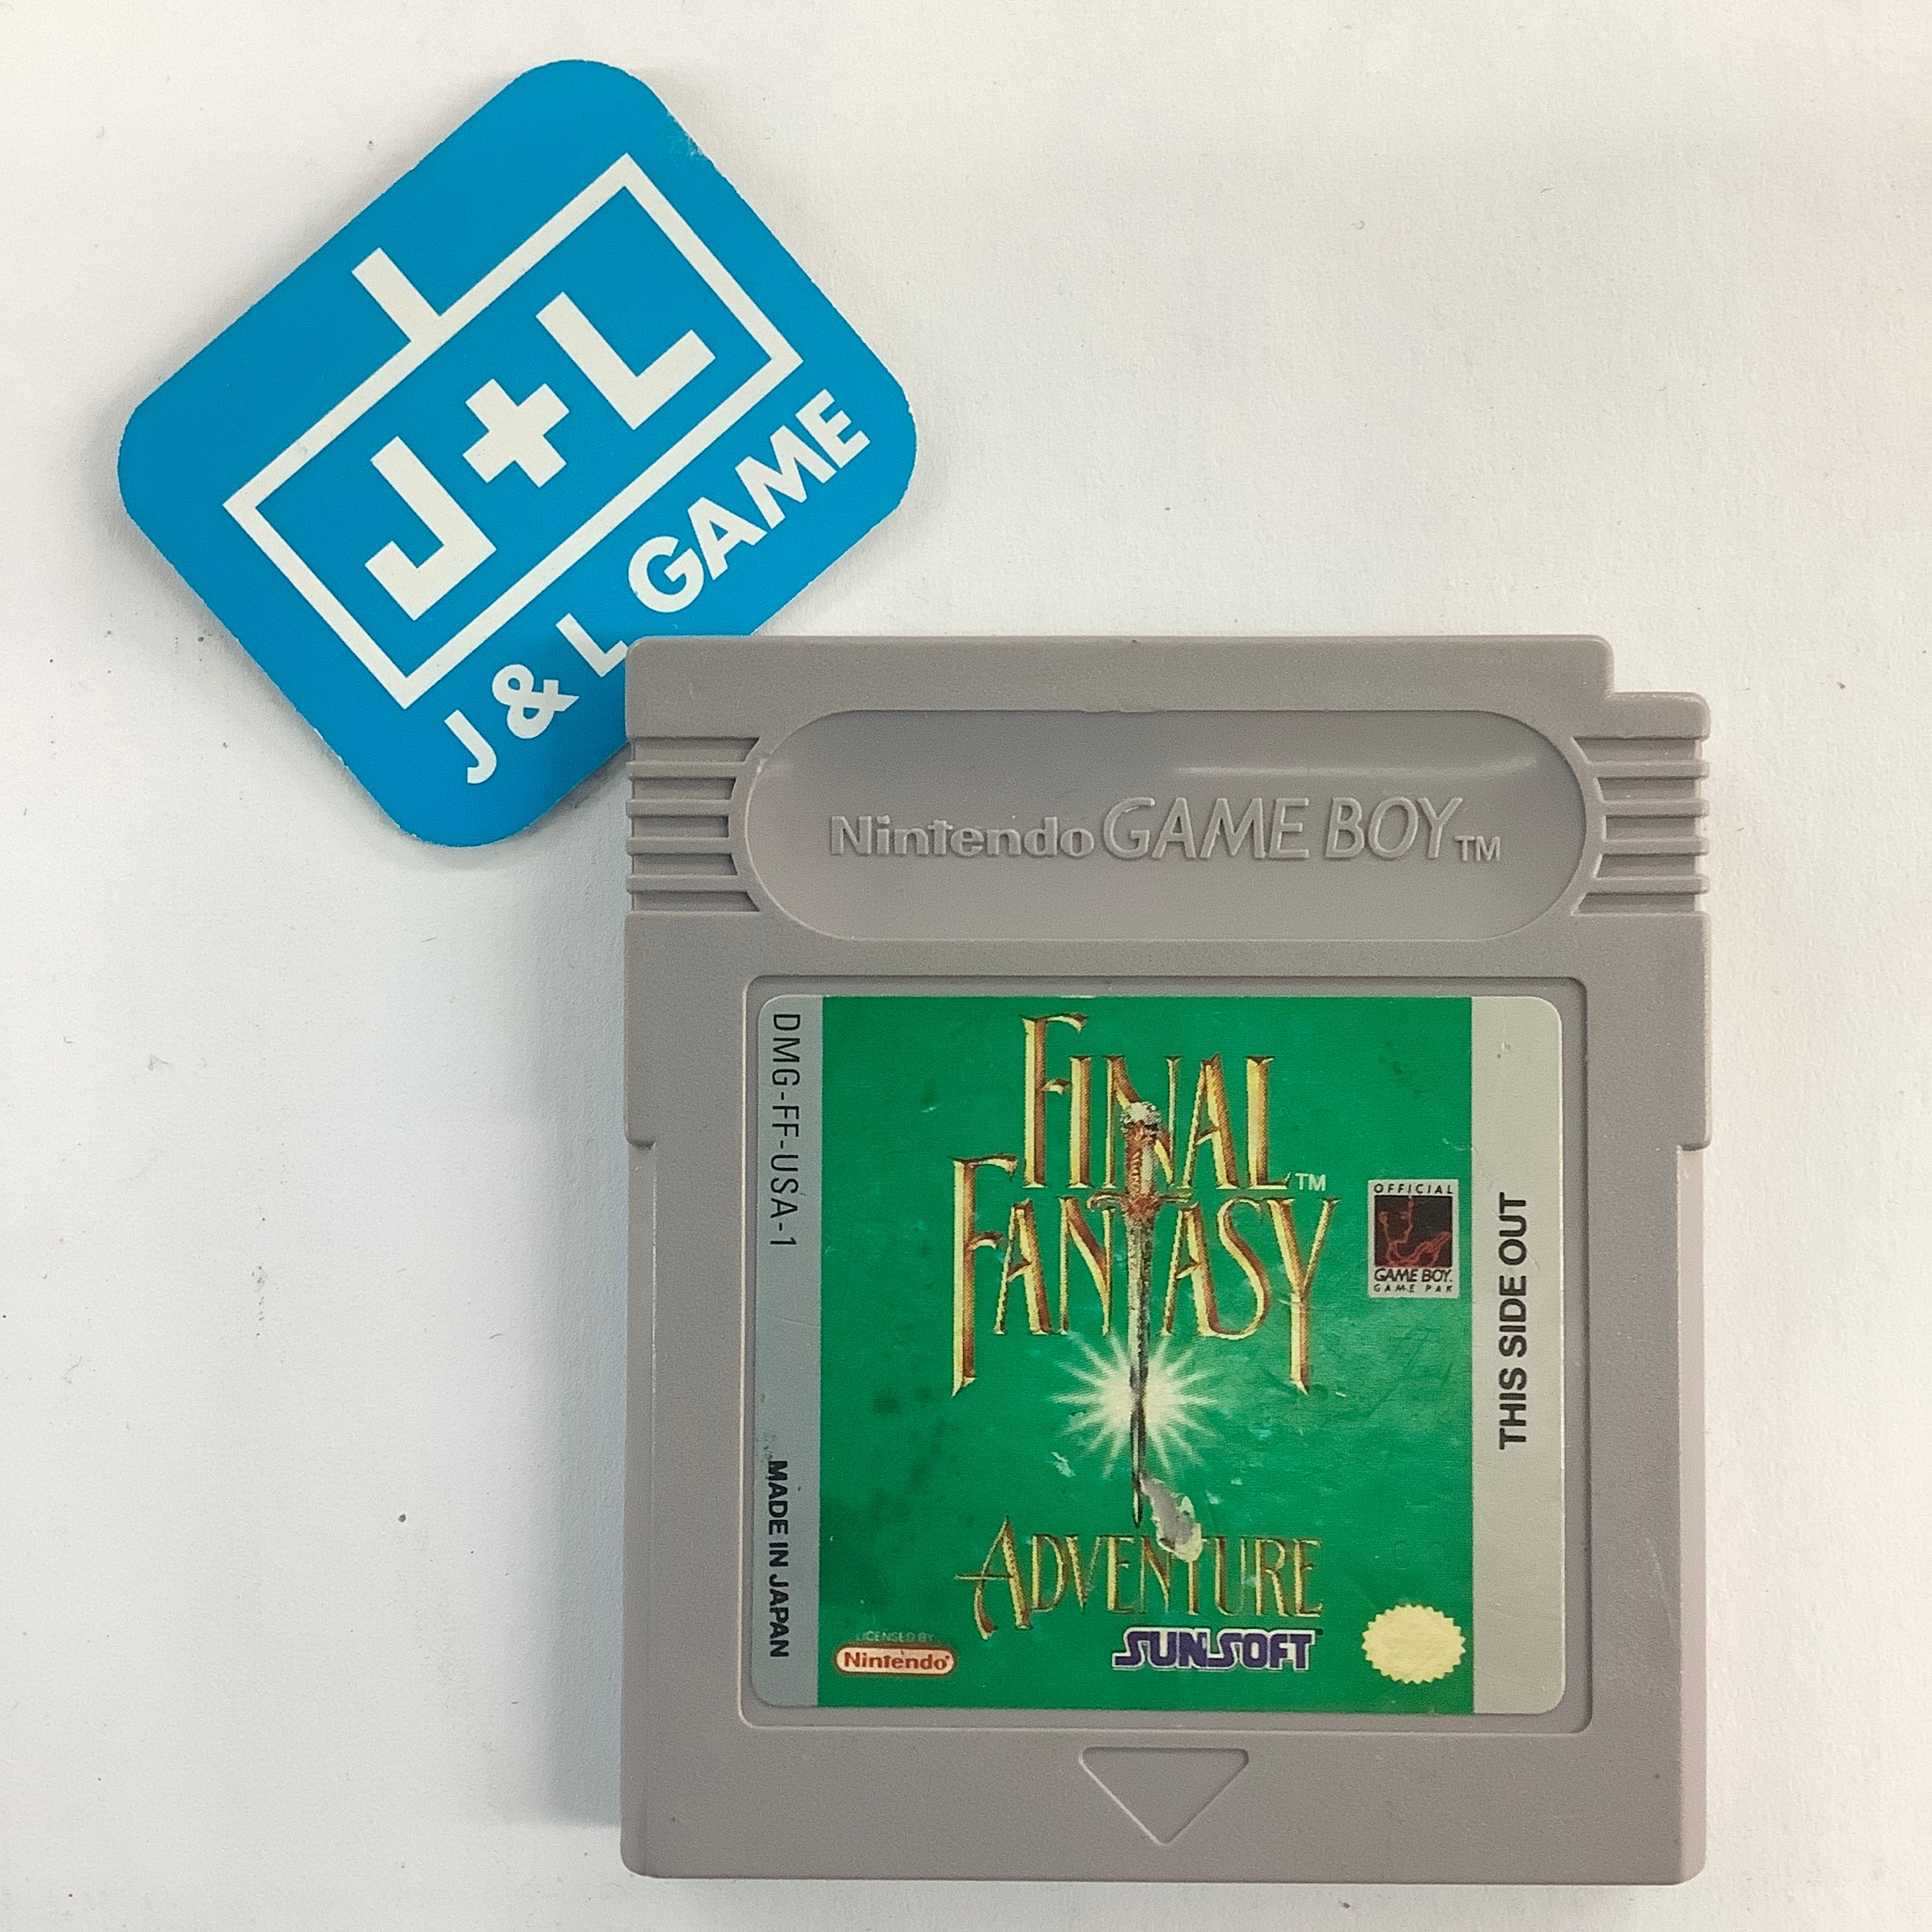 J+L
J & L GAME
Nintendo GAME BOY TM
DMG-FF-USA-1
MADE IN JAPAN
FINAL
FANTASY TM
ADVENTURE
OFFICIAL
GAME BOY
GAME PAK
THIS SIDE OUT
LICENSED BY
Nintendo®
SUNSOFT